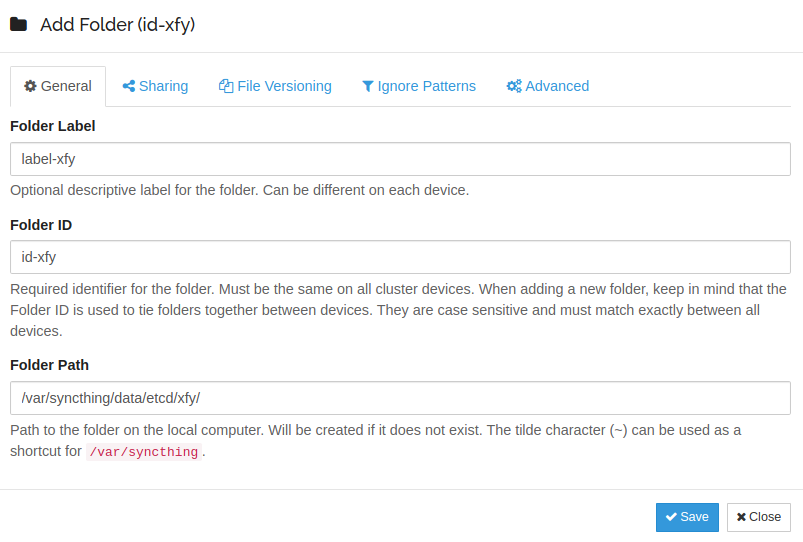 Add Folder (id-xfy)
General Sharing File Versioning Ignore Patterns Advanced
Folder Label
label-xfy
Optional descriptive label for the folder. Can be different on each device.
Folder ID
id-xfy
Required identifier for the folder. Must be the same on all cluster devices. When adding a new folder, keep in mind that the
Folder ID is used to tie folders together between devices. They are case sensitive and must match exactly between all
devices.
Folder Path
/var/syncthing/data/etcd/xfy/
Path to the folder on the local computer. Will be created if it does not exist. The tilde character (~) can be used as a
shortcut for /var/syncthing.
Save Close